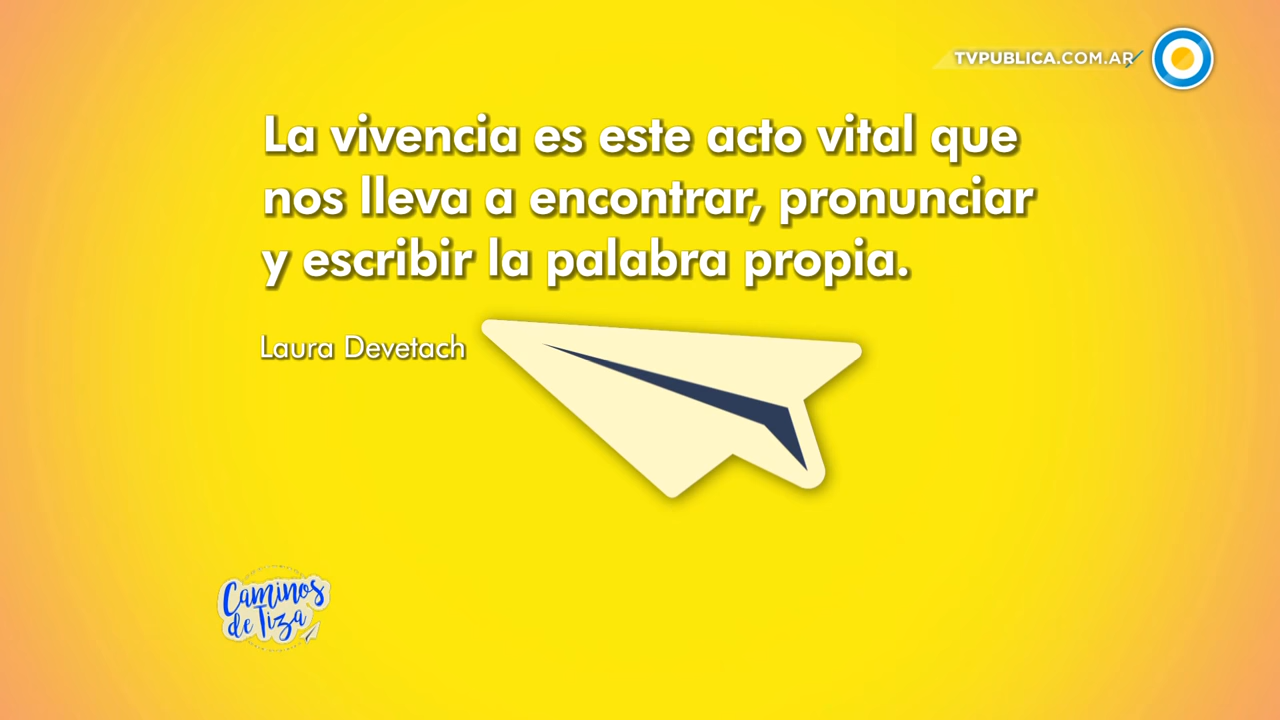 TVPUBLICA.COM.AR
La vivencia es este acto vital que
nos lleva a encontrar, pronunciar
y escribir la palabra propia.
Laura Devetach
Caminos
de Tiza